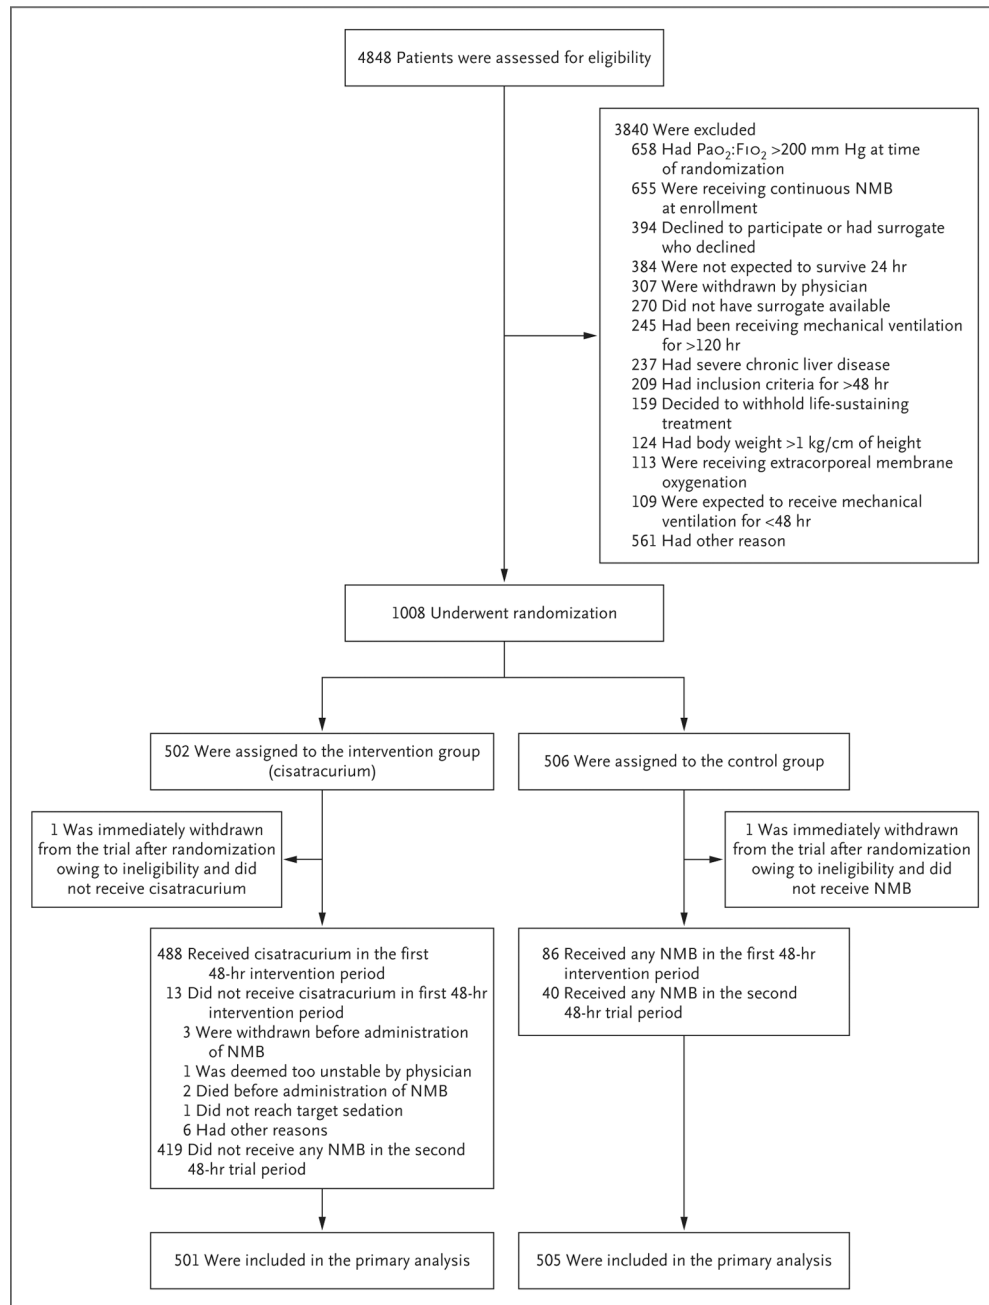 4848 Patients were assessed for eligibility
3840 Were excluded
658 Had Pao₂:Fio₂ >200 mm Hg at time
of randomization
655 Were receiving continuous NMB
at enrollment
394 Declined to participate or had surrogate
who declined
384 Were not expected to survive 24 hr
307 Were withdrawn by physician
270 Did not have surrogate available
245 Had been receiving mechanical ventilation
for >120 hr
237 Had severe chronic liver disease
209 Had inclusion criteria for >48 hr
159 Decided to withhold life-sustaining
treatment
124 Had body weight >1 kg/cm of height
113 Were receiving extracorporeal membrane
oxygenation
109 Were expected to receive mechanical
ventilation for <48 hr
561 Had other reason
1008 Underwent randomization
502 Were assigned to the intervention group
(cisatracurium)
506 Were assigned to the control group
1 Was immediately withdrawn
from the trial after randomization
owing to ineligibility and did
not receive cisatracurium
1 Was immediately withdrawn
from the trial after randomization
owing to ineligibility and did
not receive NMB
488 Received cisatracurium in the first
48-hr intervention period
13 Did not receive cisatracurium in first 48-hr
intervention period
3 Were withdrawn before administration
of NMB
1 Was deemed too unstable by physician
2 Died before administration of NMB
1 Did not reach target sedation
6 Had other reasons
419 Did not receive any NMB in the second
48-hr trial period
86 Received any NMB in the first 48-hr
intervention period
40 Received any NMB in the second
48-hr trial period
501 Were included in the primary analysis
505 Were included in the primary analysis